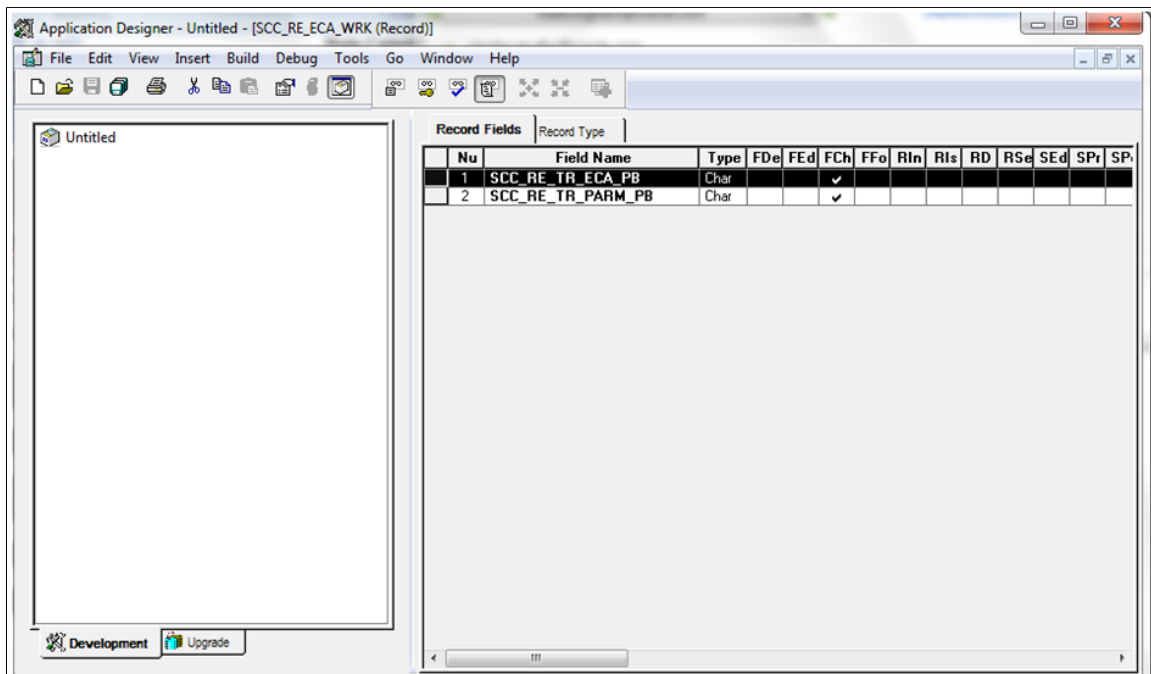 Application Designer - Untitled - [SCC_RE_ECA_WRK (Record)]
File Edit View Insert Build Debug Tools Go Window Help
Untitled
Record Fields Record Type
Nu Field Name Type FDe FEd FCh FFo RIn RIs RD RSe SEd SPr SP
1 SCC_RE_TR_ECA_PB Char
2 SCC_RE_TR_PARM_PB Char
Development Upgrade